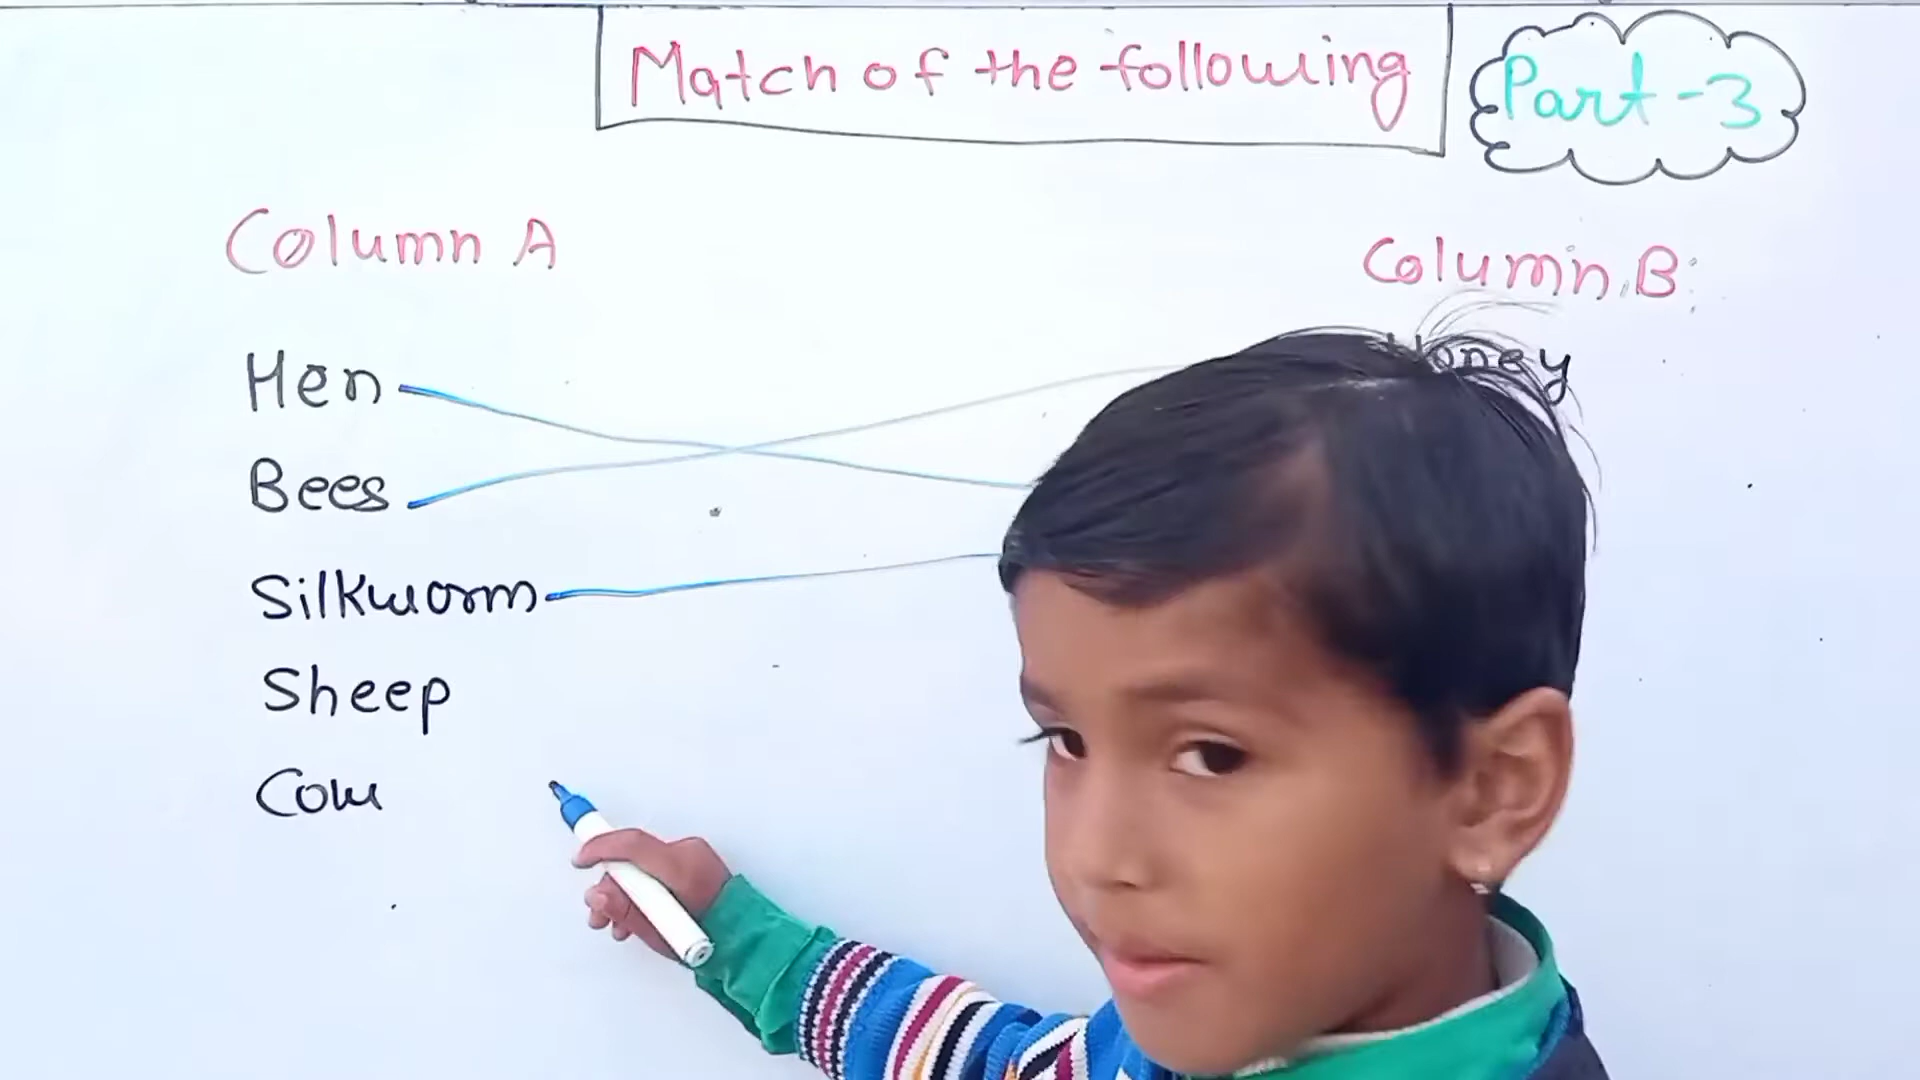 Match of the following
Part-3
Column A
Column B:
Hen
Honey
Bees
Silkworm
Sheep
Cow